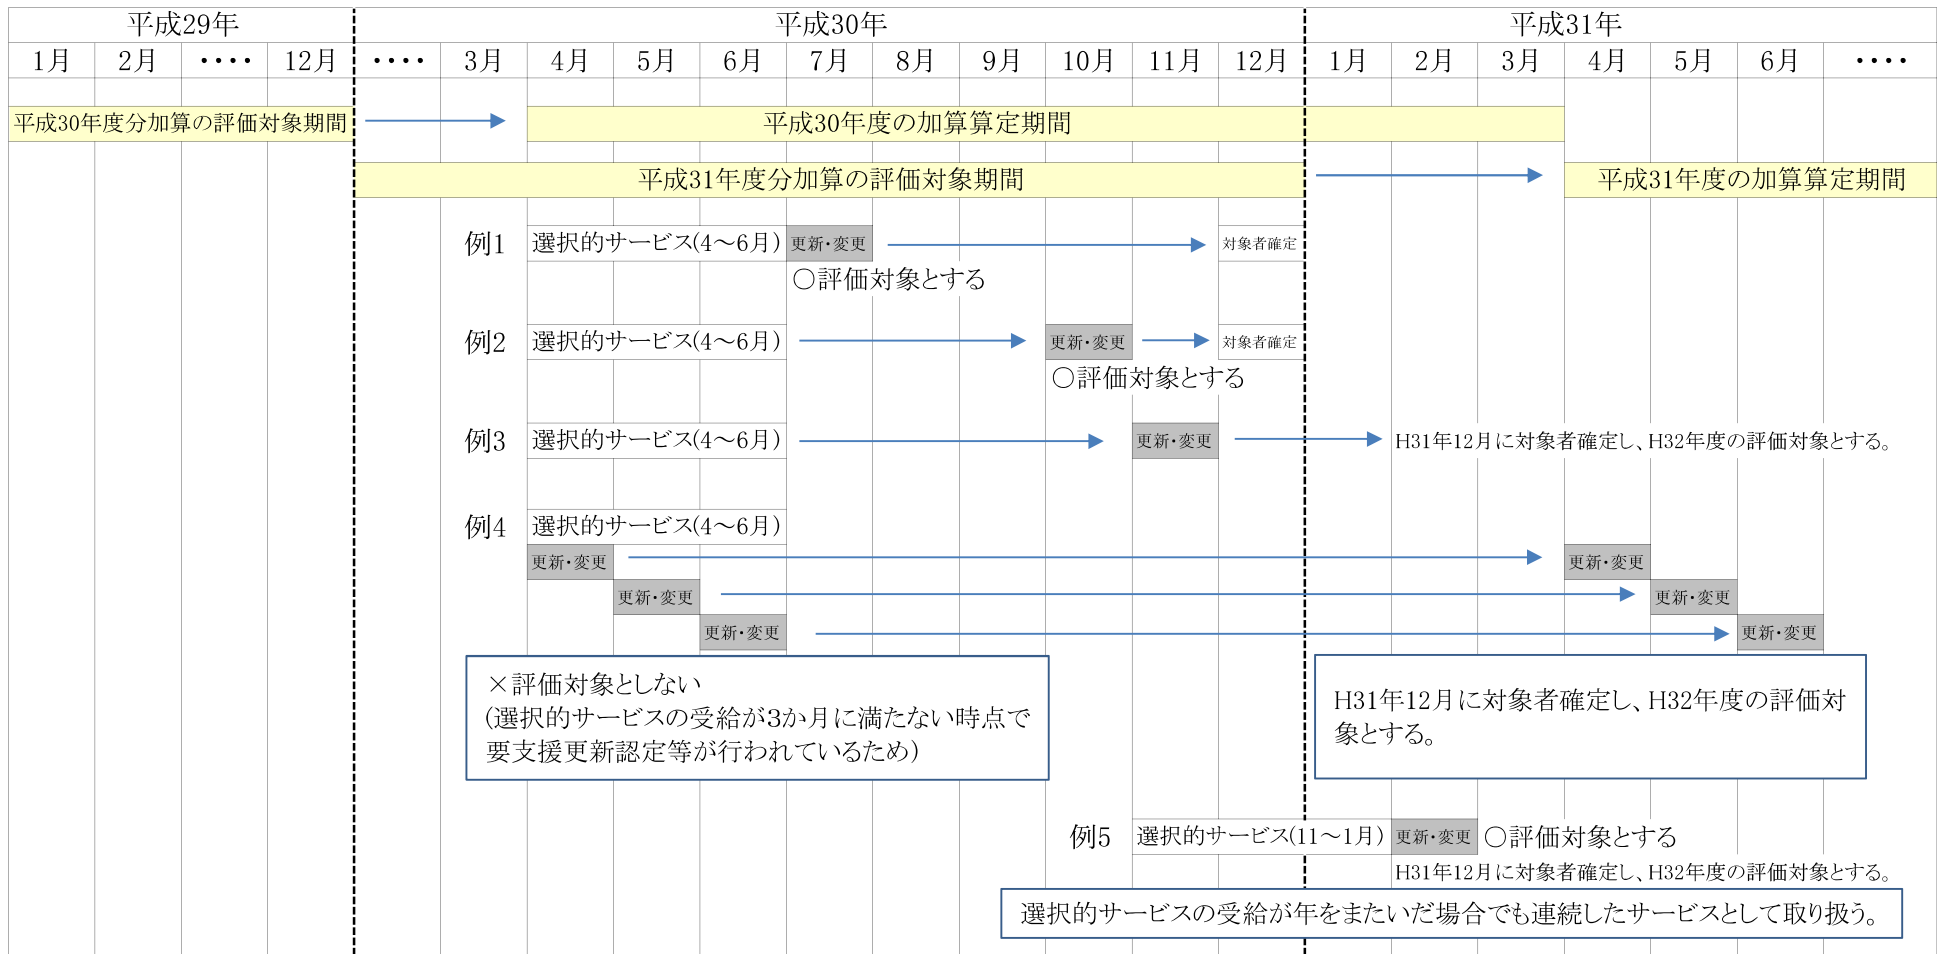 平成29年 平成30年 平成31年
1月 2月 ・・・・ 12月 ・・・・ 3月 4月 5月 6月 7月 8月 9月 10月 11月 12月 1月 2月 3月 4月 5月 6月 ・・・・
平成30年度分加算の評価対象期間 平成30年度の加算算定期間
平成31年度分加算の評価対象期間 平成31年度の加算算定期間
例1 選択的サービス(4～6月) 更新・変更 対象者確定
○評価対象とする
例2 選択的サービス(4～6月) 更新・変更 対象者確定
○評価対象とする
例3 選択的サービス(4～6月) 更新・変更 H31年12月に対象者確定し、H32年度の評価対象とする。
例4 選択的サービス(4～6月)
更新・変更 更新・変更
更新・変更 更新・変更
更新・変更 更新・変更
×評価対象としない
(選択的サービスの受給が3か月に満たない時点で
要支援更新認定等が行われているため)
H31年12月に対象者確定し、H32年度の評価対
象とする。
例5 選択的サービス(11～1月) 更新・変更 ○評価対象とする
H31年12月に対象者確定し、H32年度の評価対象とする。
選択的サービスの受給が年をまたいだ場合でも連続したサービスとして取り扱う。